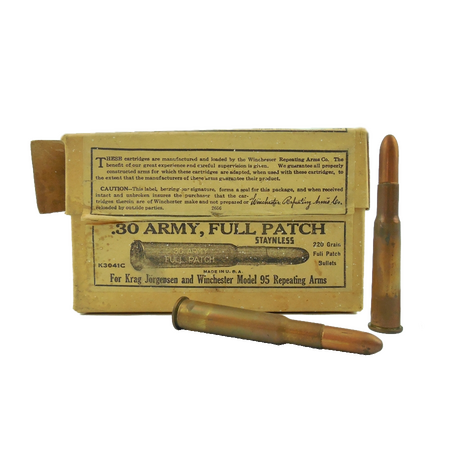 THESE cartridges are manufactured and loaded by the Winchester Repeating Arms Co. The
benefit of our great experience and careful supervision is given. We guarantee all properly
constructed arms for which these cartridges are adapted, when used with these cartridges, to
the extent that the manufacturers of these arms guarantee their product.
CAUTION.-This label, bearing our signature, forms a seal for this package, and when received
intact and unbroken insures the purchaser that the car-
tridges therein are of Winchester make and not prepared or Winchester Repeating Arms Co.
reloaded by outside parties.
.30 ARMY, FULL PATCH
STAYNLESS
.30 ARMY
FULL PATCH
220 Grain
Full Patch
Bullets
K3041C
MADE IN U.S.A.
For Krag Jorgensen and Winchester Model 95 Repeating Arms